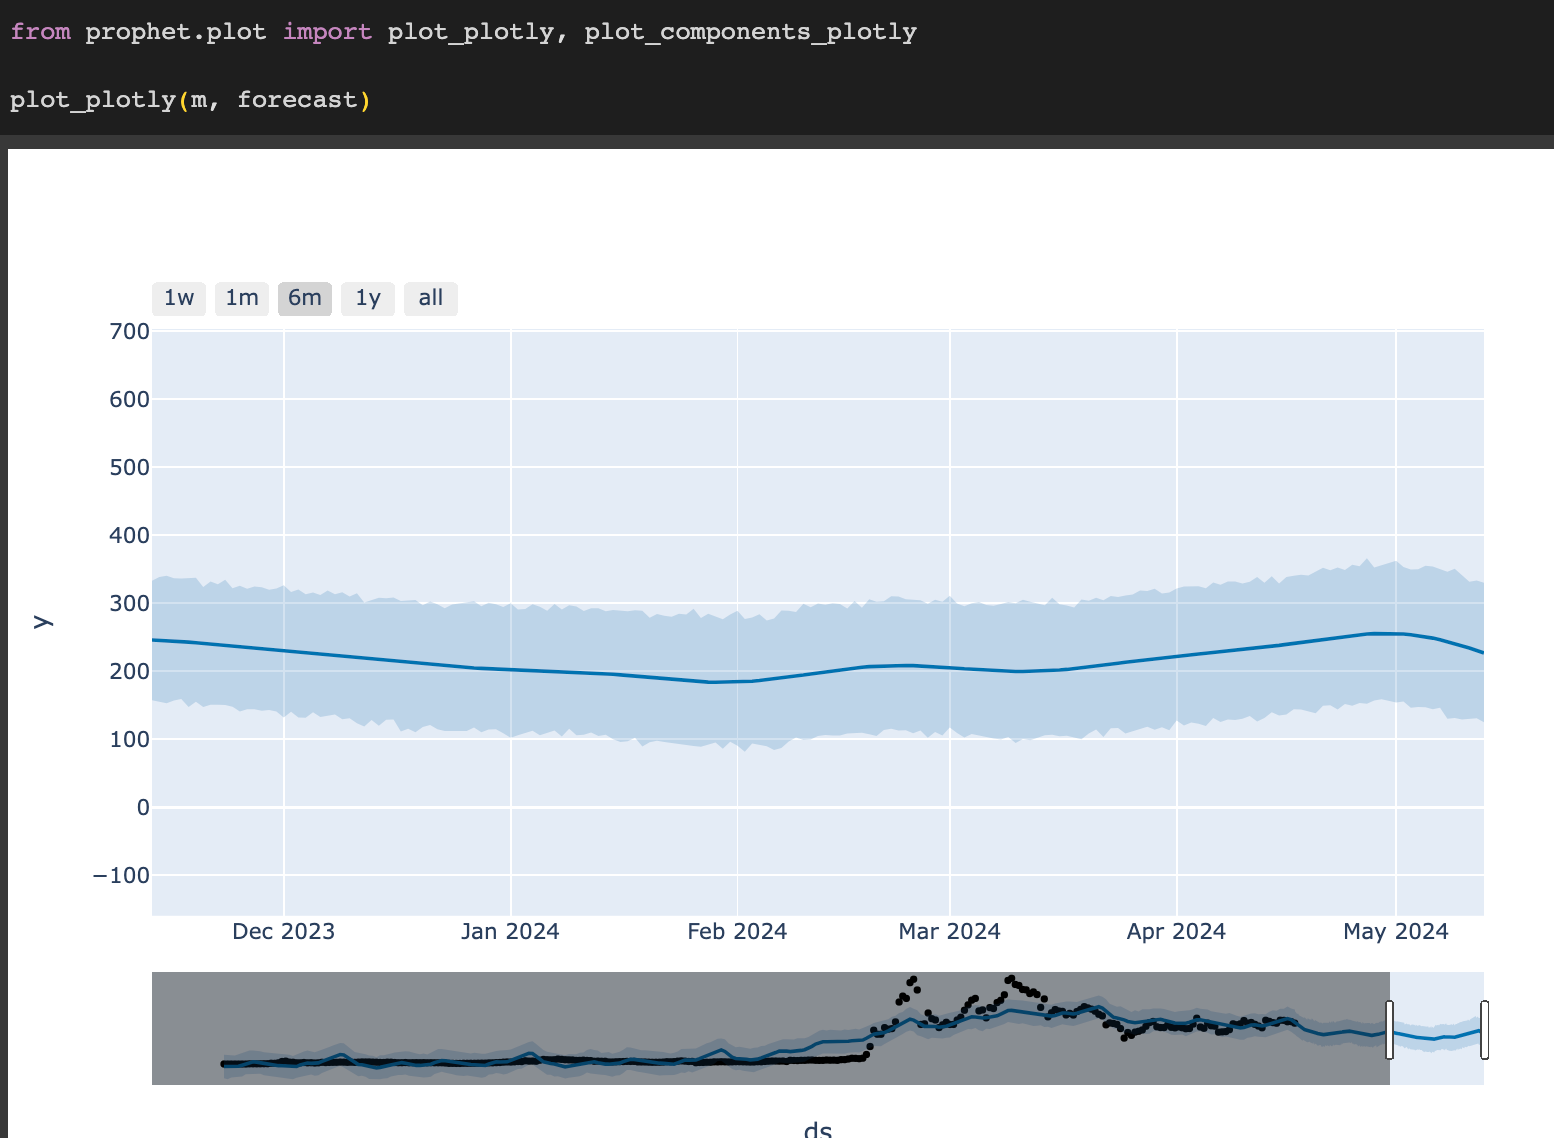 from prophet.plot import plot_plotly, plot_components_plotly
plot_plotly(m, forecast)
1w 1m 6m 1y all
700
600
500
400
300
200
100
0
−100
y
Dec 2023 Jan 2024 Feb 2024 Mar 2024 Apr 2024 May 2024
ds